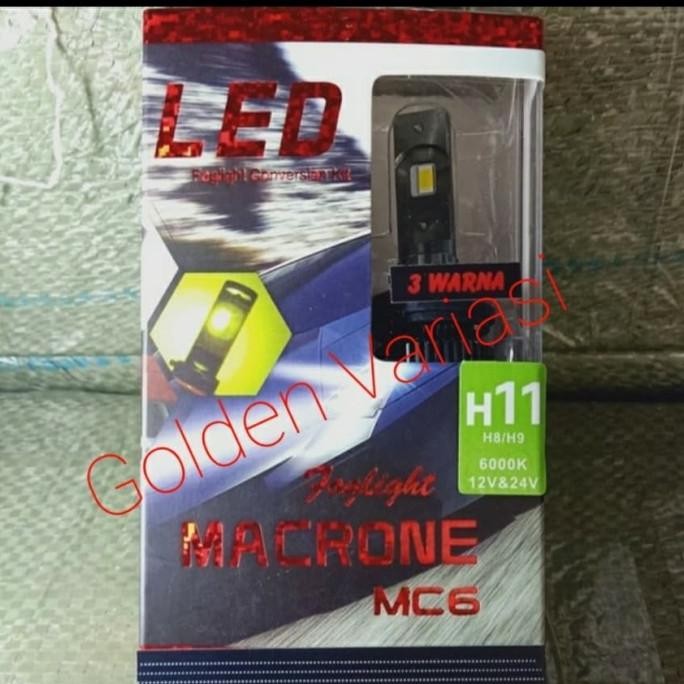 LED
Foglight Conversion Kit
3 WARNA
H11
H8/H9
6000K
12V&24V
Golden Variasi
Foglight
MACRONE
MC6